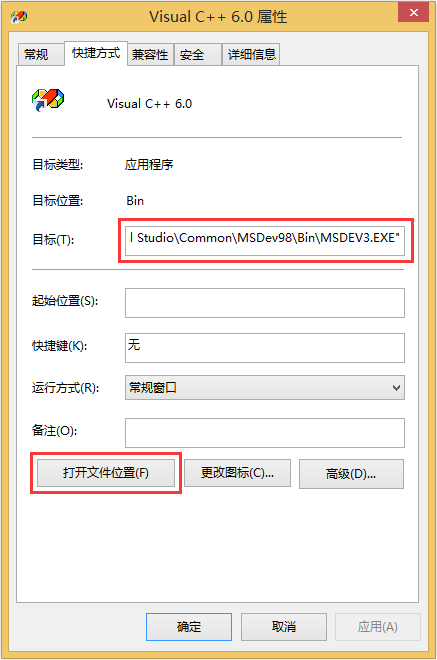 Visual C++ 6.0 属性
常规 快捷方式 兼容性 安全 详细信息
Visual C++ 6.0
目标类型: 应用程序
目标位置: Bin
目标(T): l Studio\Common\MSDev98\Bin\MSDEV3.EXE"
起始位置(S):
快捷键(K): 无
运行方式(R): 常规窗口
备注(O):
打开文件位置(F) 更改图标(C)... 高级(D)...
确定 取消 应用(A)